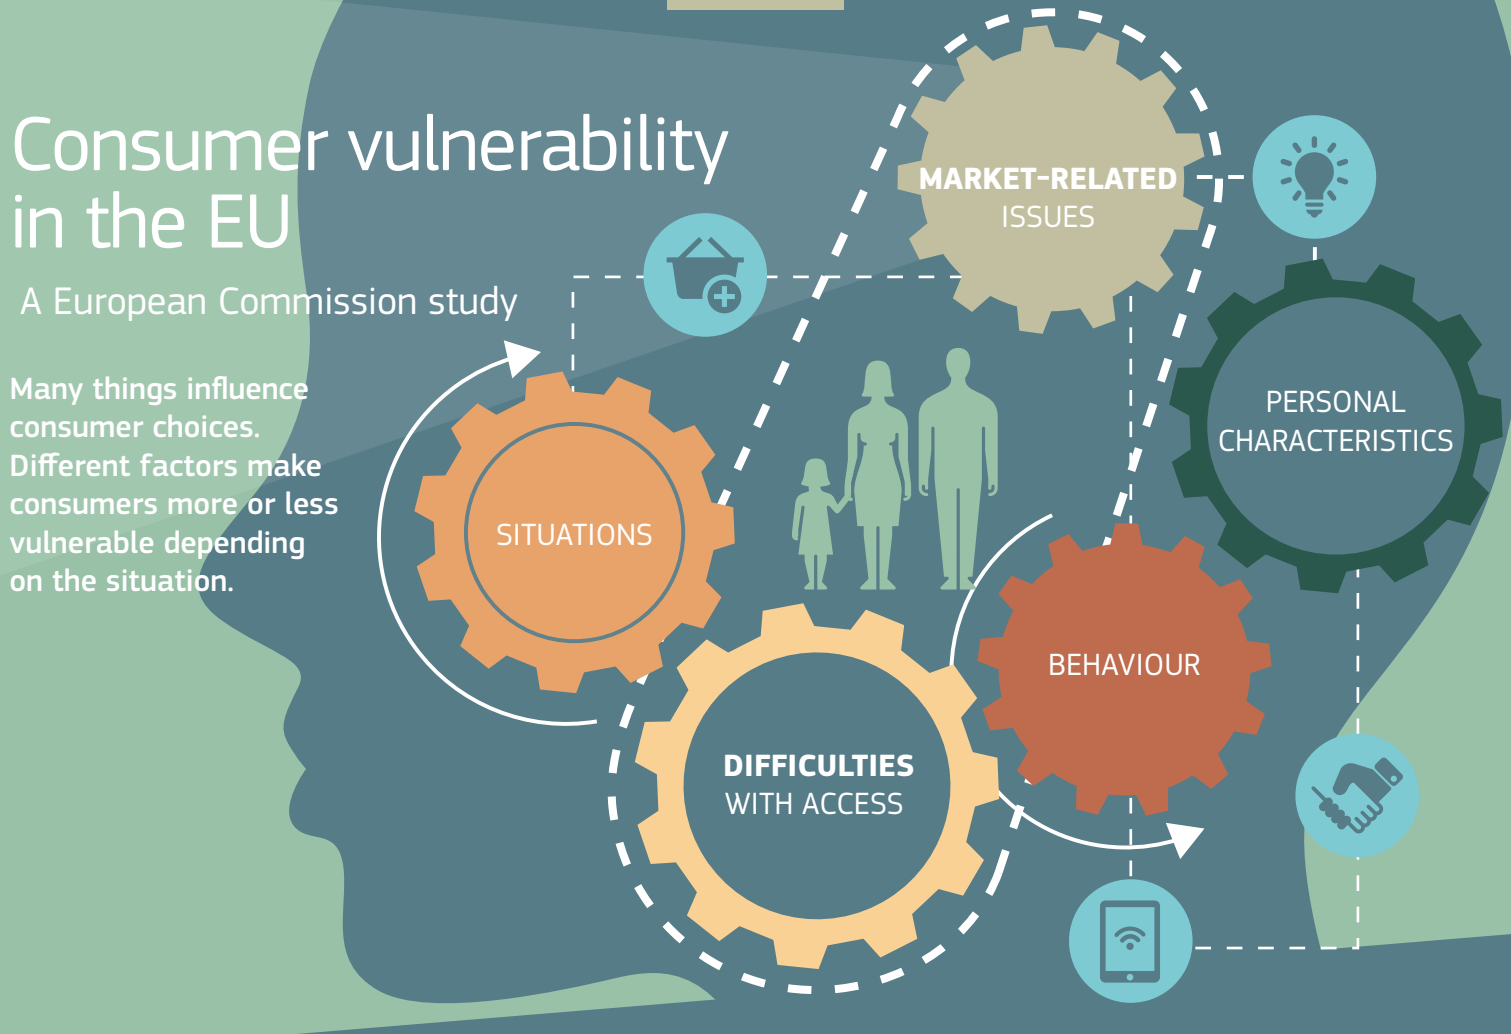 Consumer vulnerability
in the EU
A European Commission study
Many things influence
consumer choices.
Different factors make
consumers more or less
vulnerable depending
on the situation.
MARKET-RELATED
ISSUES
PERSONAL
CHARACTERISTICS
SITUATIONS
BEHAVIOUR
DIFFICULTIES
WITH ACCESS